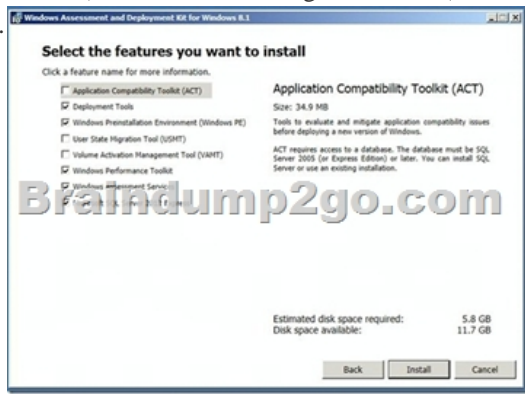 Windows Assessment and Deployment Kit for Windows 8.1
Select the features you want to install
Click a feature name for more information.
Application Compatibility Toolkit (ACT)
Deployment Tools
Windows Preinstallation Environment (Windows PE)
User State Migration Tool (USMT)
Volume Activation Management Tool (VAMT)
Windows Performance Toolkit
Windows Assessment Services
Application Compatibility Toolkit (ACT)
Size: 34.9 MB
Tools to evaluate and mitigate application compatibility issues
before deploying a new version of Windows.
ACT requires access to a database. The database must be SQL
Server 2005 (or Express Edition) or later. You can install SQL
Server or use an existing installation.
Braindump2go.com
Estimated disk space required: 5.8 GB
Disk space available: 11.7 GB
Back Install Cancel